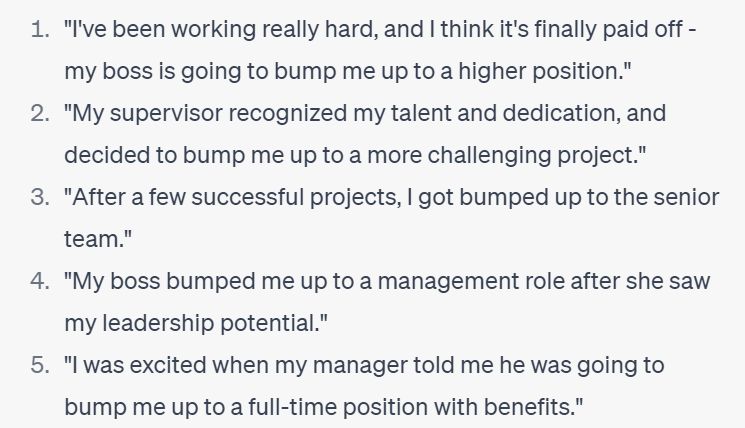 1. "I've been working really hard, and I think it's finally paid off -
my boss is going to bump me up to a higher position."
2. "My supervisor recognized my talent and dedication, and
decided to bump me up to a more challenging project."
3. "After a few successful projects, I got bumped up to the senior
team."
4. "My boss bumped me up to a management role after she saw
my leadership potential."
5. "I was excited when my manager told me he was going to
bump me up to a full-time position with benefits."